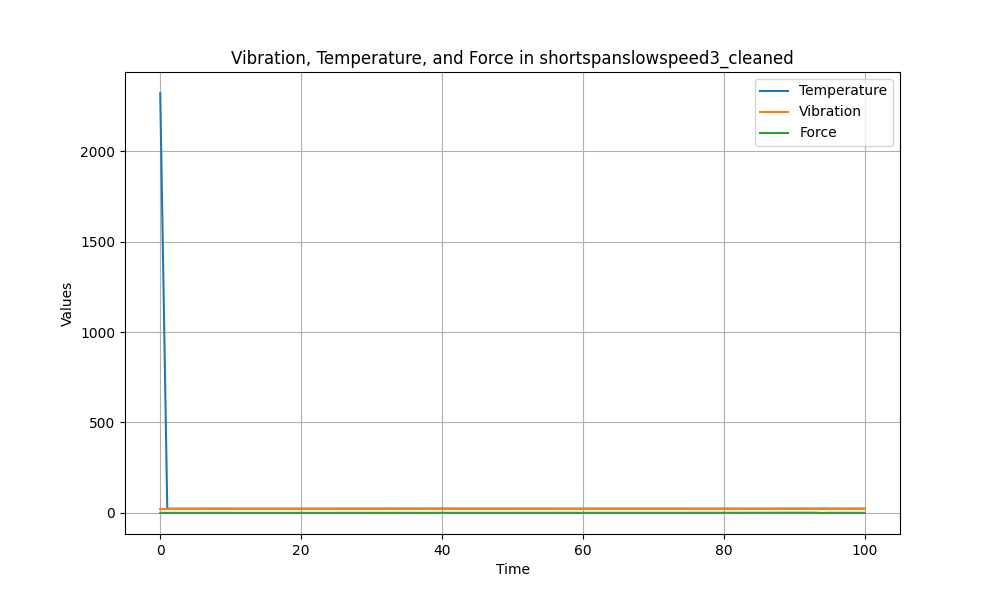 Vibration, Temperature, and Force in shortspanslowspeed3_cleaned
Temperature
Vibration
Force
2000
1500
1000
500
0
Values
0 20 40 60 80 100
Time